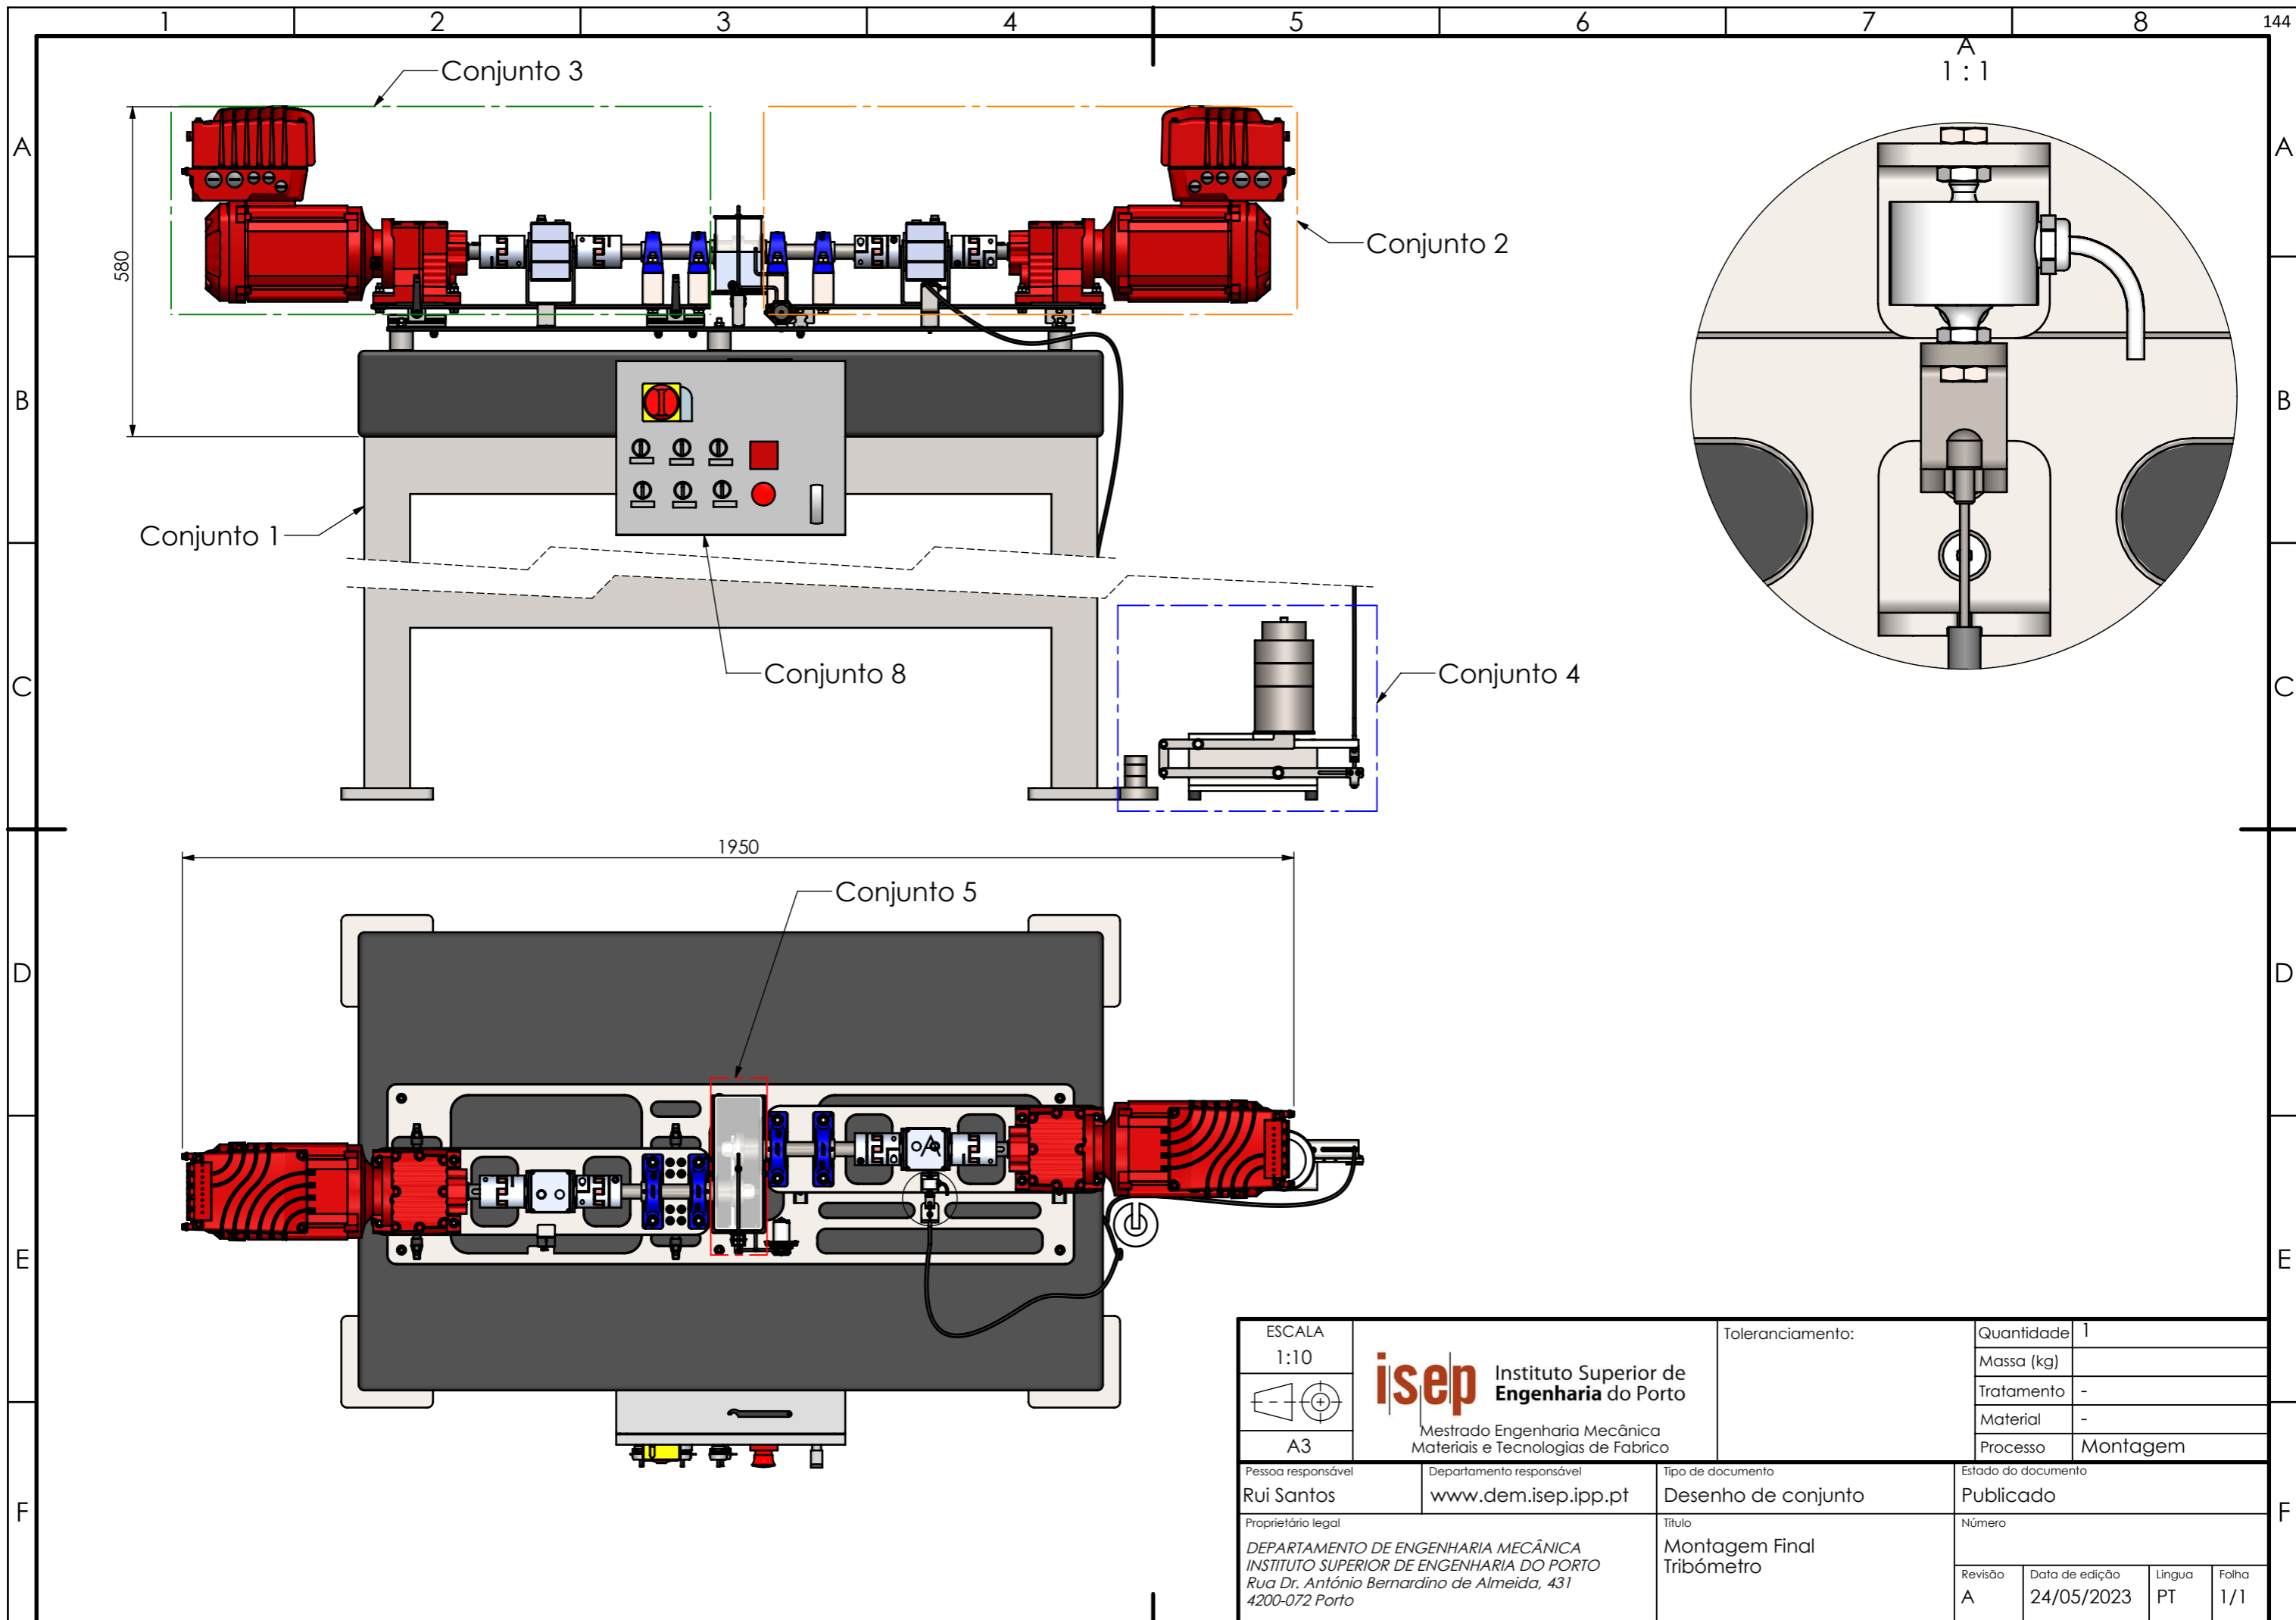 1 2 3 4 5 6 7 8 144
A
1 : 1
Conjunto 3
A A
Conjunto 2
580
B B
Conjunto 1
Conjunto 8
Conjunto 4
C C
1950
Conjunto 5
D D
A
E E
F F
ESCALA
1:10
A3
isep
Instituto Superior de
Engenharia do Porto
Mestrado Engenharia Mecânica
Materiais e Tecnologias de Fabrico
Toleranciamento:
Quantidade 1
Massa (kg)
Tratamento -
Material -
Processo Montagem
Pessoa responsável
Rui Santos
Departamento responsável
www.dem.isep.ipp.pt
Tipo de documento
Desenho de conjunto
Estado do documento
Publicado
Proprietário legal
DEPARTAMENTO DE ENGENHARIA MECÂNICA
INSTITUTO SUPERIOR DE ENGENHARIA DO PORTO
Rua Dr. António Bernardino de Almeida, 431
4200-072 Porto
Título
Montagem Final
Tribómetro
Número
Revisão
A
Data de edição
24/05/2023
Lingua
PT
Folha
1/1